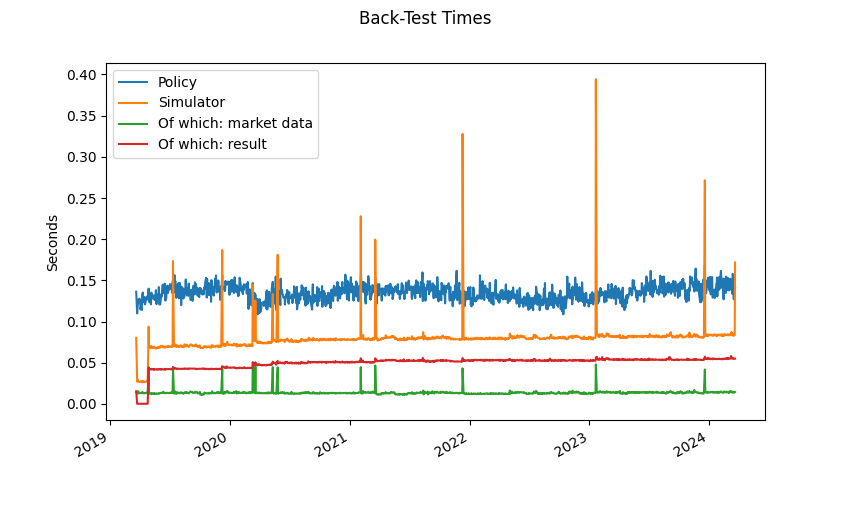 Back-Test Times
0.40
0.35
0.30
0.25
0.20
0.15
0.10
0.05
0.00
Seconds
Policy
Simulator
Of which: market data
Of which: result
2019
2020
2021
2022
2023
2024